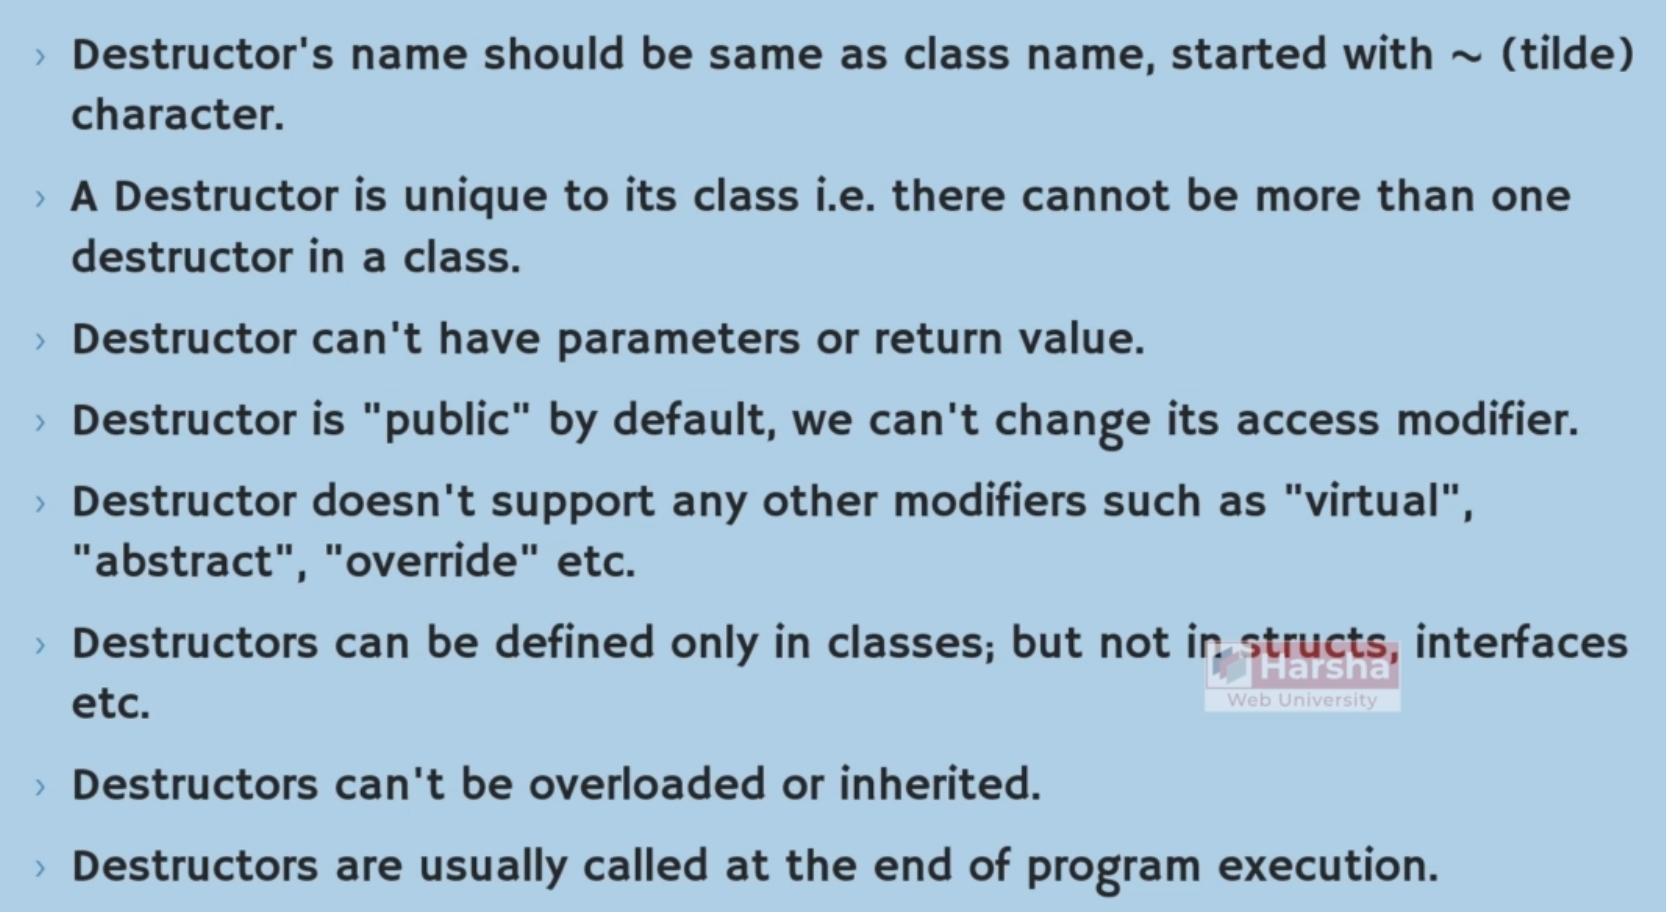 › Destructor's name should be same as class name, started with ~ (tilde)
character.
› A Destructor is unique to its class i.e. there cannot be more than one
destructor in a class.
› Destructor can't have parameters or return value.
› Destructor is "public" by default, we can't change its access modifier.
› Destructor doesn't support any other modifiers such as "virtual",
"abstract", "override" etc.
› Destructors can be defined only in classes; but not in structs, interfaces
etc.
Harsha
Web University
› Destructors can't be overloaded or inherited.
› Destructors are usually called at the end of program execution.